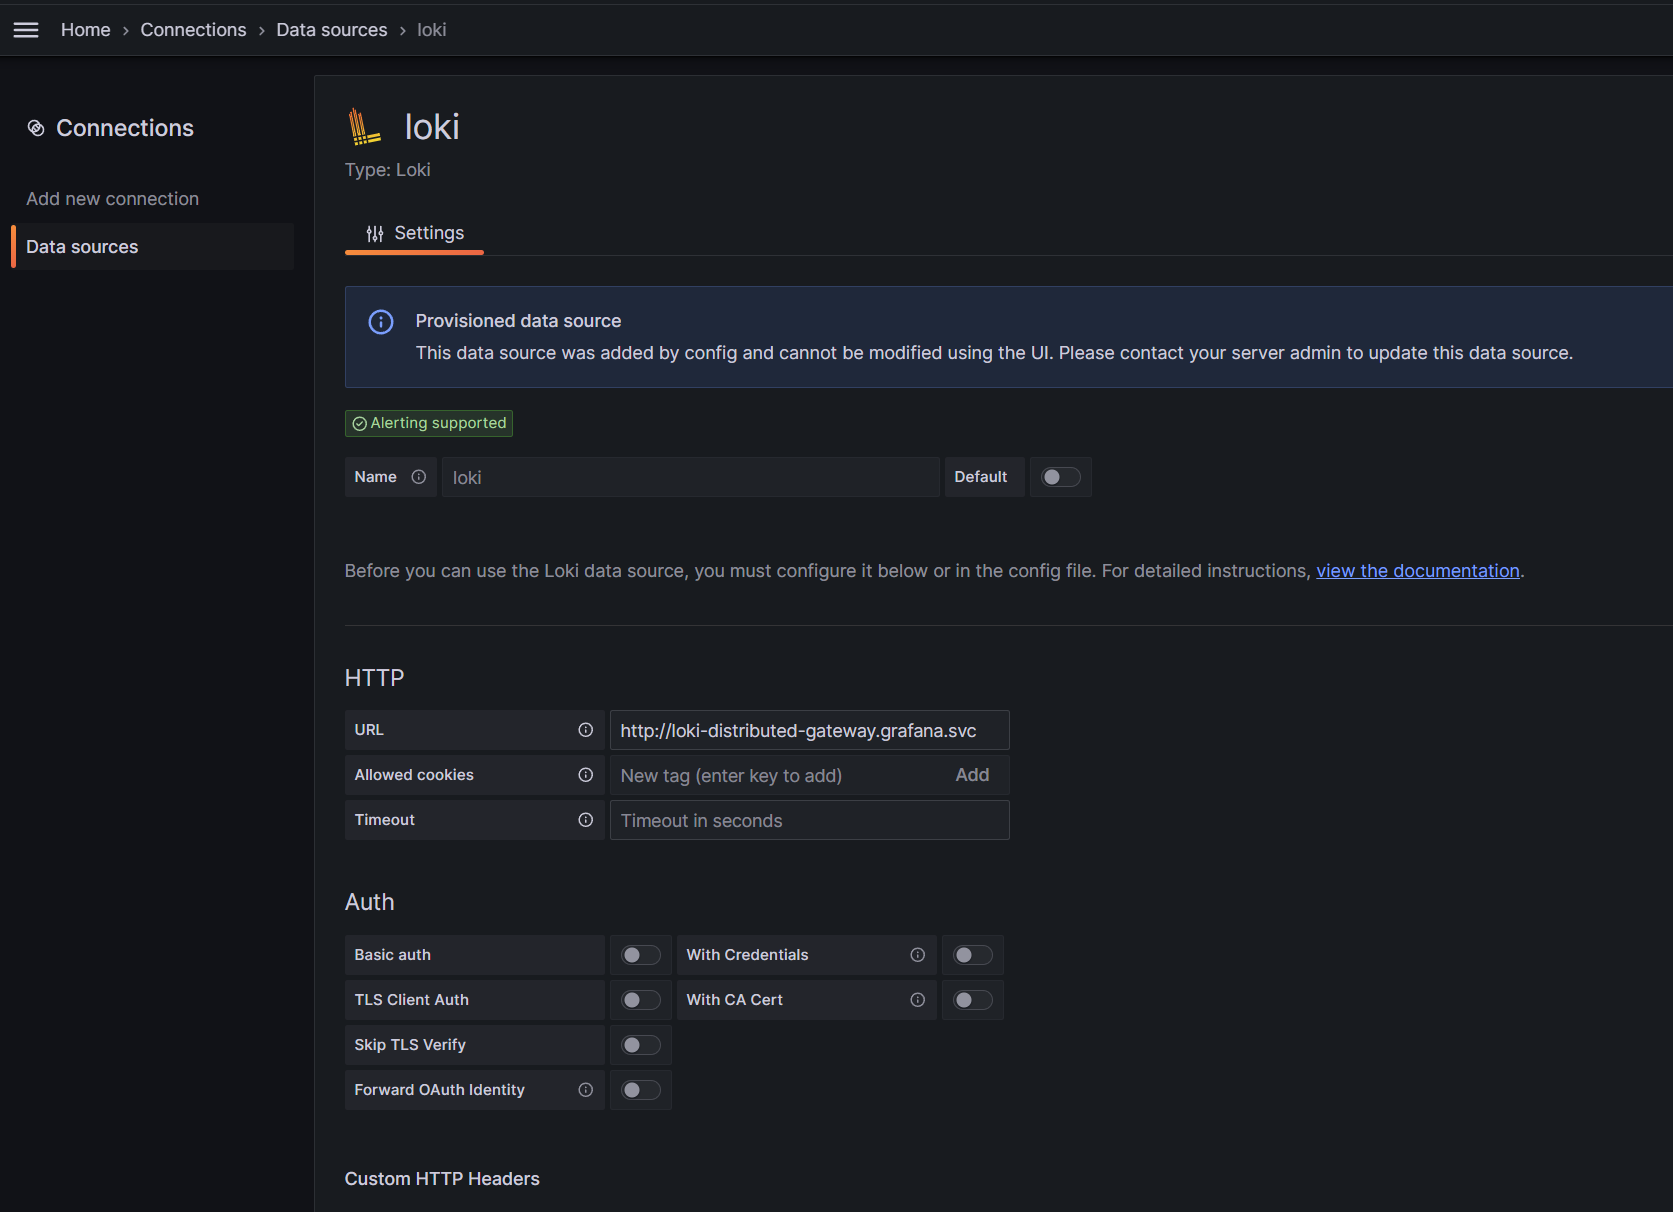 Home › Connections › Data sources › loki
Connections
Add new connection
Data sources
loki
Type: Loki
Settings
Provisioned data source
This data source was added by config and cannot be modified using the UI. Please contact your server admin to update this data source.
Alerting supported
Name loki Default
Before you can use the Loki data source, you must configure it below or in the config file. For detailed instructions, view the documentation.
HTTP
URL http://loki-distributed-gateway.grafana.svc
Allowed cookies New tag (enter key to add) Add
Timeout Timeout in seconds
Auth
Basic auth With Credentials
TLS Client Auth With CA Cert
Skip TLS Verify
Forward OAuth Identity
Custom HTTP Headers